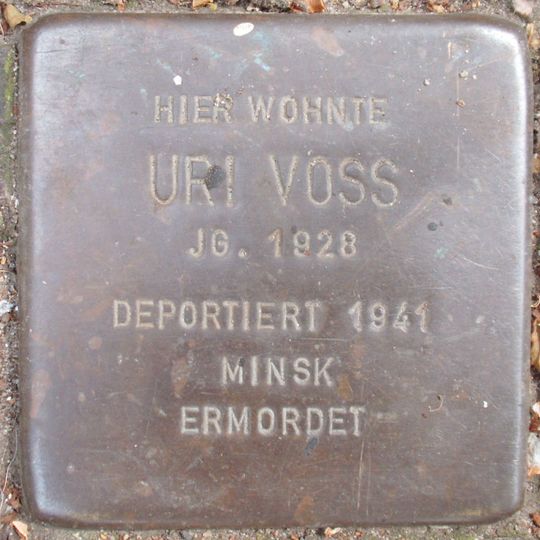 HIER WOHNTE
URI VOSS
JG. 1928
DEPORTIERT 1941
MINSK
ERMORDET